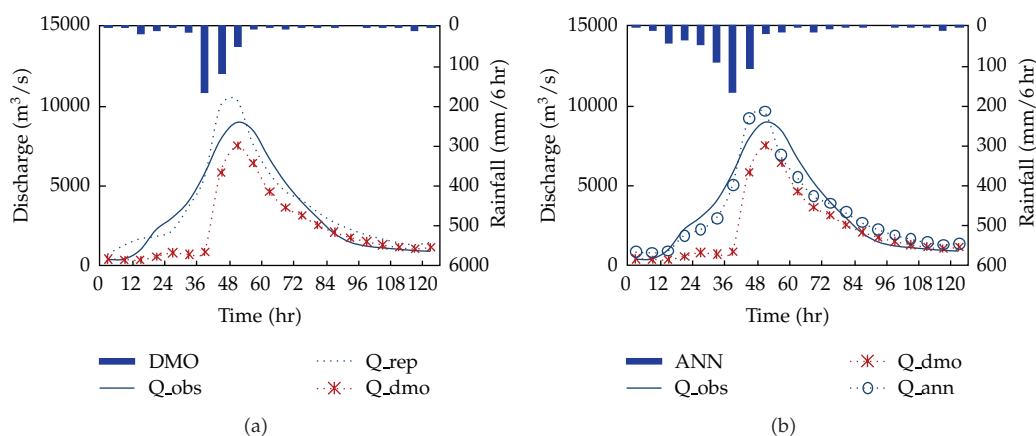 15000
10000
5000
0
Discharge (m³/s)
0
100
200
300
400
500
600
Rainfall (mm/6 hr)
0 12 24 36 48 60 72 84 96 108 120
Time (hr)
DMO
Q_obs
Q_rep
Q_dmo
(a)
15000
10000
5000
0
Discharge (m³/s)
0
100
200
300
400
500
600
Rainfall (mm/6 hr)
0 12 24 36 48 60 72 84 96 108 120
Time (hr)
ANN
Q_obs
Q_dmo
Q_ann
(b)